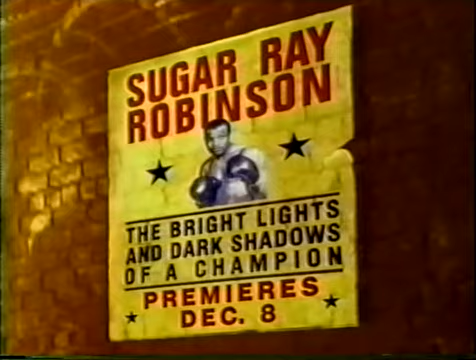 SUGAR RAY
ROBINSON
THE BRIGHT LIGHTS
AND DARK SHADOWS
OF A CHAMPION
PREMIERES
DEC. 8